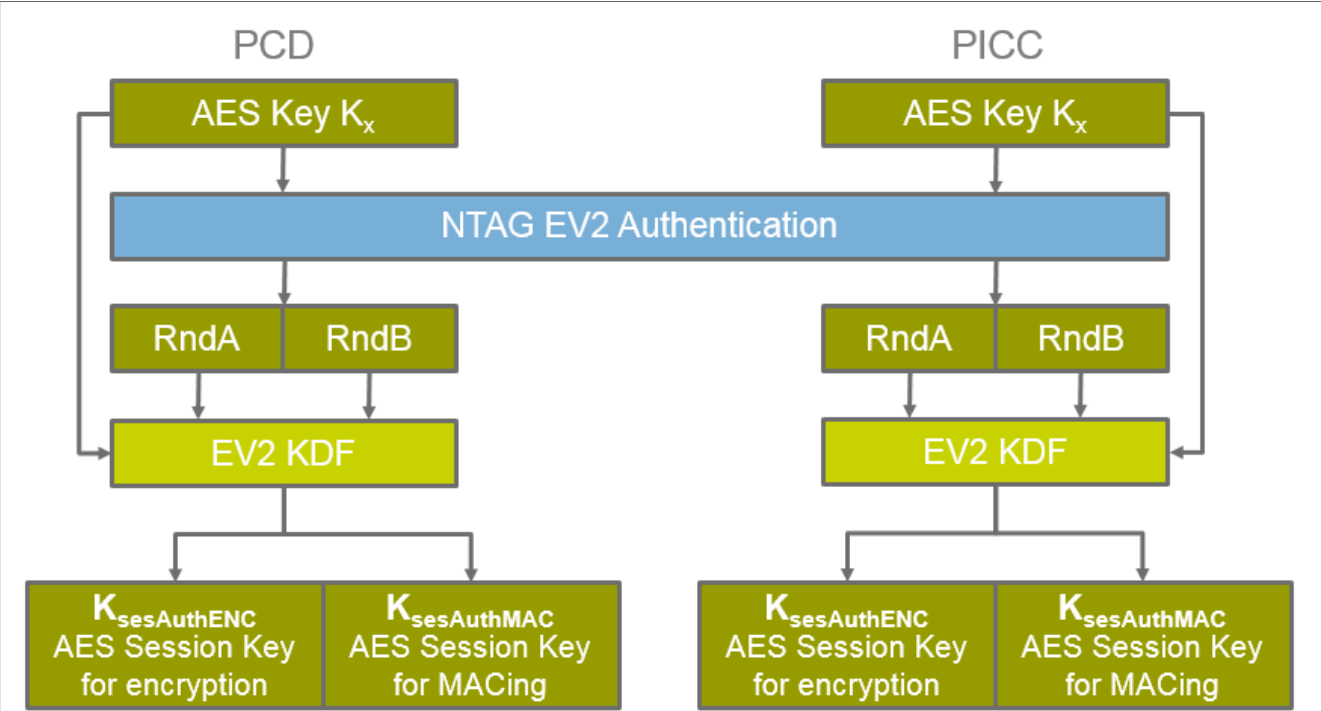 PCD
PICC
AES Key Kx
AES Key Kx
NTAG EV2 Authentication
RndA
RndB
RndA
RndB
EV2 KDF
EV2 KDF
KsesAuthENC
AES Session Key
for encryption
KsesAuthMAC
AES Session Key
for MACing
KsesAuthENC
AES Session Key
for encryption
KsesAuthMAC
AES Session Key
for MACing